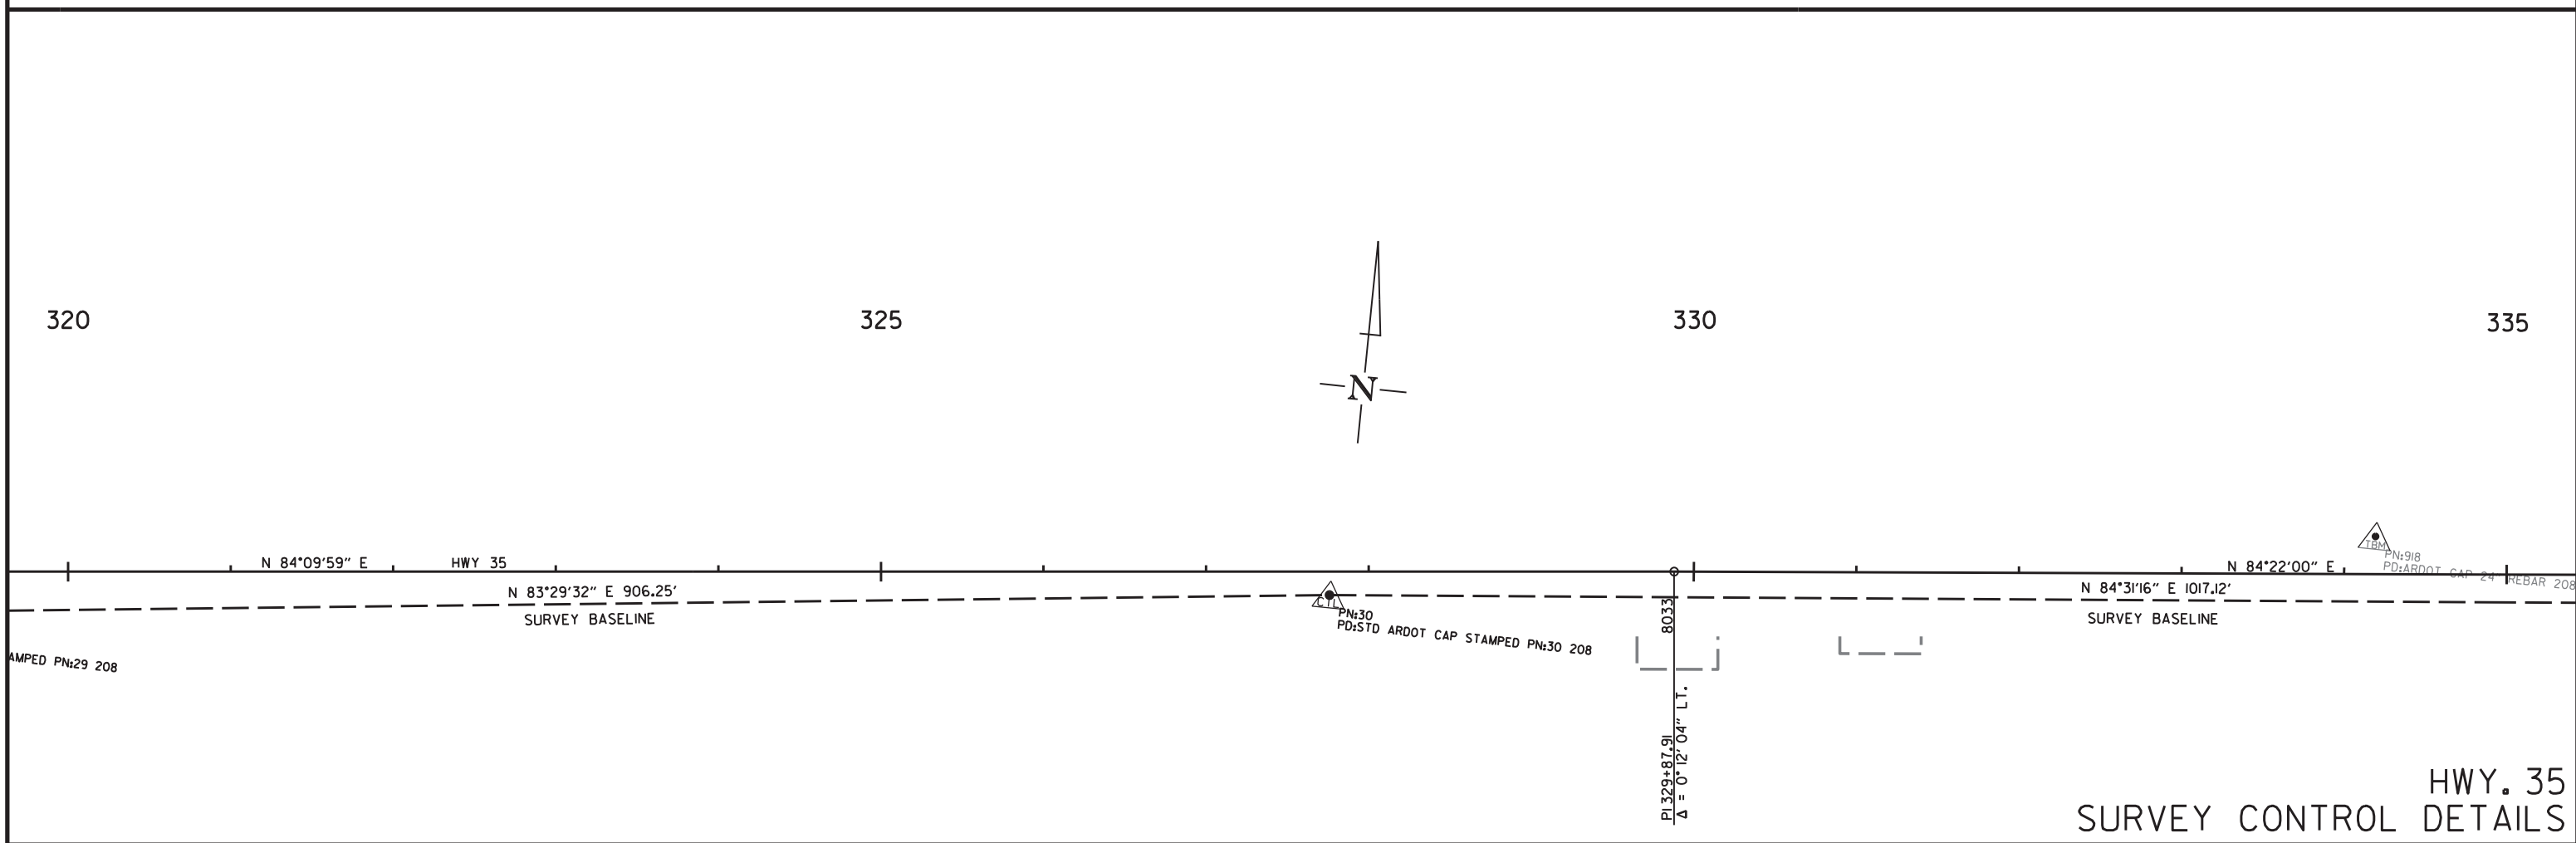 320
325
330
335
N
N 84°09'59" E
HWY 35
N 83°29'32" E 906.25'
SURVEY BASELINE
AMPED PN:29 208
CTL
PN:30
PD:STD ARDOT CAP STAMPED PN:30 208
8033
PI 329+87.91
Δ = 0°12'04" LT.
TBM
PN:918
PD:ARDOT CAP 24" REBAR 208
N 84°22'00" E
N 84°31'16" E 1017.12'
SURVEY BASELINE
HWY. 35
SURVEY CONTROL DETAILS